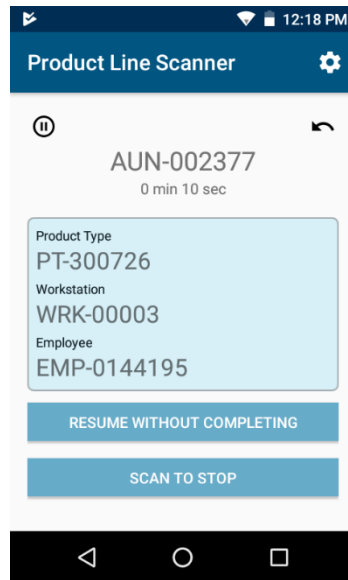 12:18 PM
Product Line Scanner
AUN-002377
0 min 10 sec
Product Type
PT-300726
Workstation
WRK-00003
Employee
EMP-0144195
RESUME WITHOUT COMPLETING
SCAN TO STOP